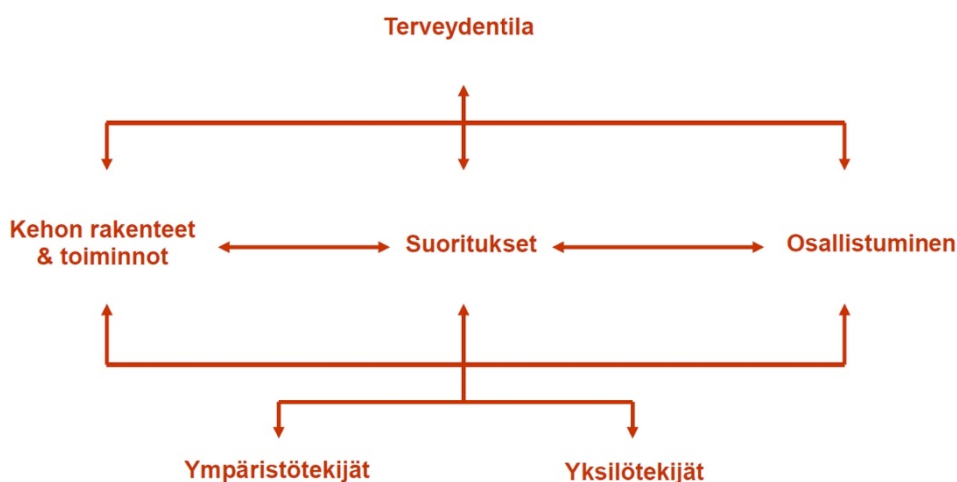 Terveydentila
Kehon rakenteet
& toiminnot
Suoritukset
Osallistuminen
Ympäristötekijät
Yksilötekijät